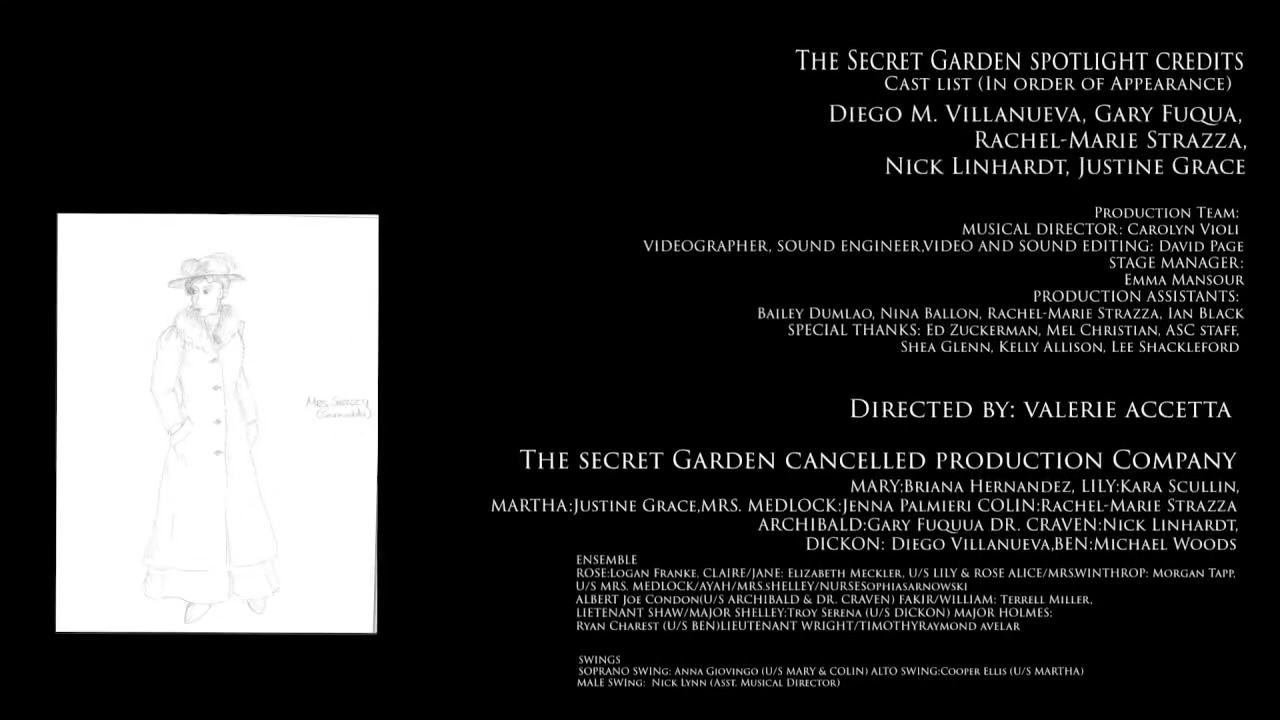 THE SECRET GARDEN SPOTLIGHT CREDITS
CAST LIST (IN ORDER OF APPEARANCE)
DIEGO M. VILLANUEVA, GARY FUQUA,
RACHEL-MARIE STRAZZA,
NICK LINHARDT, JUSTINE GRACE
PRODUCTION TEAM:
MUSICAL DIRECTOR: CAROLYN VIOLI
VIDEOGRAPHER, SOUND ENGINEER,VIDEO AND SOUND EDITING: DAVID PAGE
STAGE MANAGER:
EMMA MANSOUR
PRODUCTION ASSISTANTS:
BAILEY DUMLAO, NINA BALLON, RACHEL-MARIE STRAZZA, IAN BLACK
SPECIAL THANKS: ED ZUCKERMAN, MEL CHRISTIAN, ASC STAFF,
SHEA GLENN, KELLY ALLISON, LEE SHACKLEFORD
DIRECTED BY: VALERIE ACCETTA
THE SECRET GARDEN CANCELLED PRODUCTION COMPANY
MARY:BRIANA HERNANDEZ, LILY:KARA SCULLIN,
MARTHA:JUSTINE GRACE,MRS. MEDLOCK:JENNA PALMIERI COLIN:RACHEL-MARIE STRAZZA
ARCHIBALD:GARY FUQUUA DR. CRAVEN:NICK LINHARDT,
DICKON: DIEGO VILLANUEVA,BEN:MICHAEL WOODS
ENSEMBLE
ROSE:LOGAN FRANKE, CLAIRE/JANE: ELIZABETH MECKLER, U/S LILY & ROSE ALICE/MRS.WINTHROP: MORGAN TAPP,
U/S MRS. MEDLOCK/AYAH/MRS.SHELLEY/NURSESOPHIASARNOWSKI
ALBERT JOE CONDON(U/S ARCHIBALD & DR. CRAVEN) FAKIR/WILLIAM: TERRELL MILLER,
LIETENANT SHAW/MAJOR SHELLEY:TROY SERENA (U/S DICKON) MAJOR HOLMES:
RYAN CHAREST (U/S BEN)LIEUTENANT WRIGHT/TIMOTHYRAYMOND AVELAR
SWINGS
SOPRANO SWING: ANNA GIOVINGO (U/S MARY & COLIN) ALTO SWING:COOPER ELLIS (U/S MARTHA)
MALE SWING: NICK LYNN (ASST. MUSICAL DIRECTOR)
MRS.